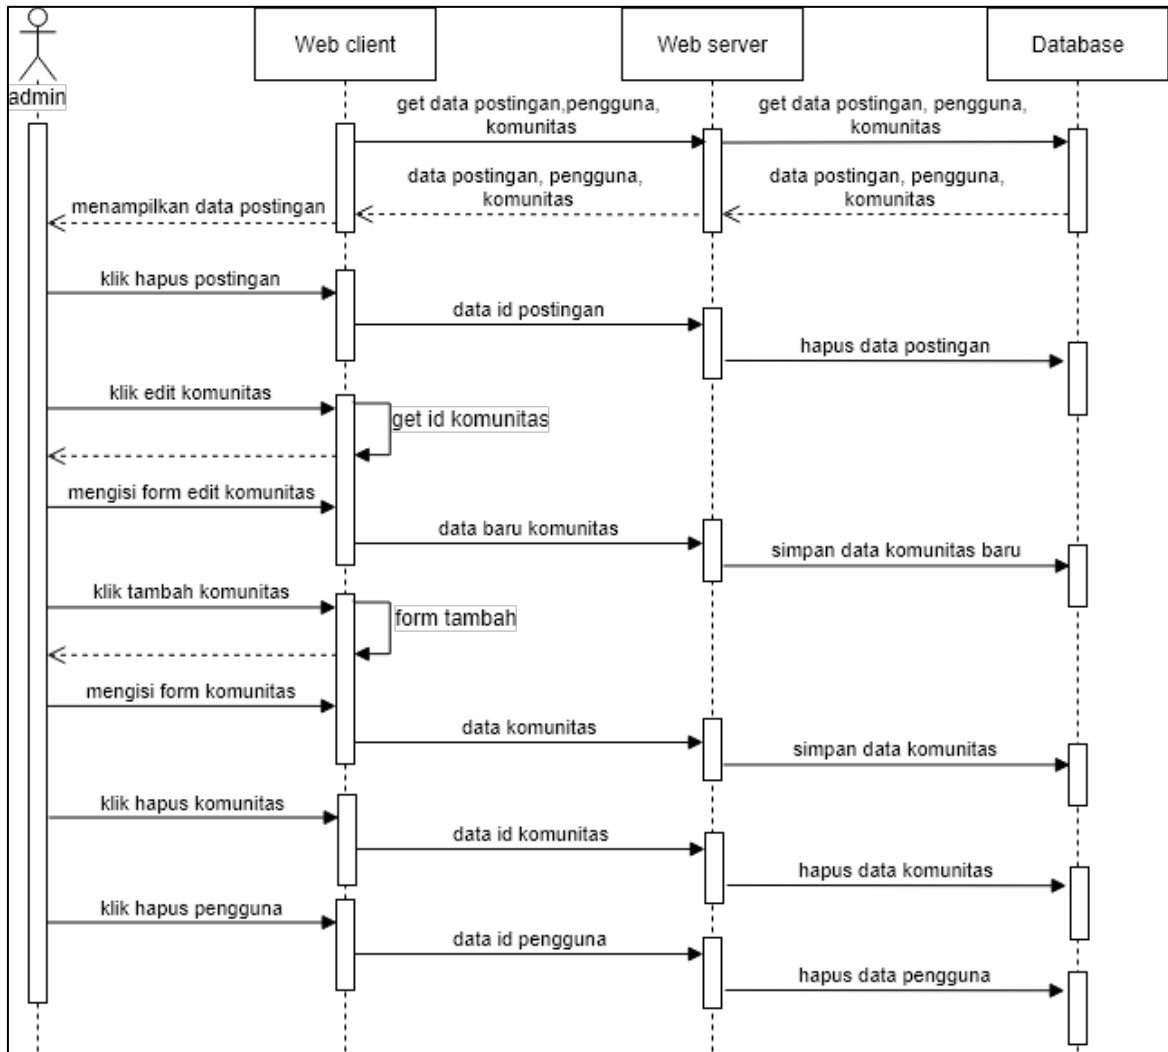 Web client
Web server
Database
admin
get data postingan,pengguna,
komunitas
get data postingan, pengguna,
komunitas
data postingan, pengguna,
komunitas
data postingan, pengguna,
komunitas
menampilkan data postingan
klik hapus postingan
data id postingan
hapus data postingan
klik edit komunitas
get id komunitas
mengisi form edit komunitas
data baru komunitas
simpan data komunitas baru
klik tambah komunitas
form tambah
mengisi form komunitas
data komunitas
simpan data komunitas
klik hapus komunitas
data id komunitas
hapus data komunitas
klik hapus pengguna
data id pengguna
hapus data pengguna